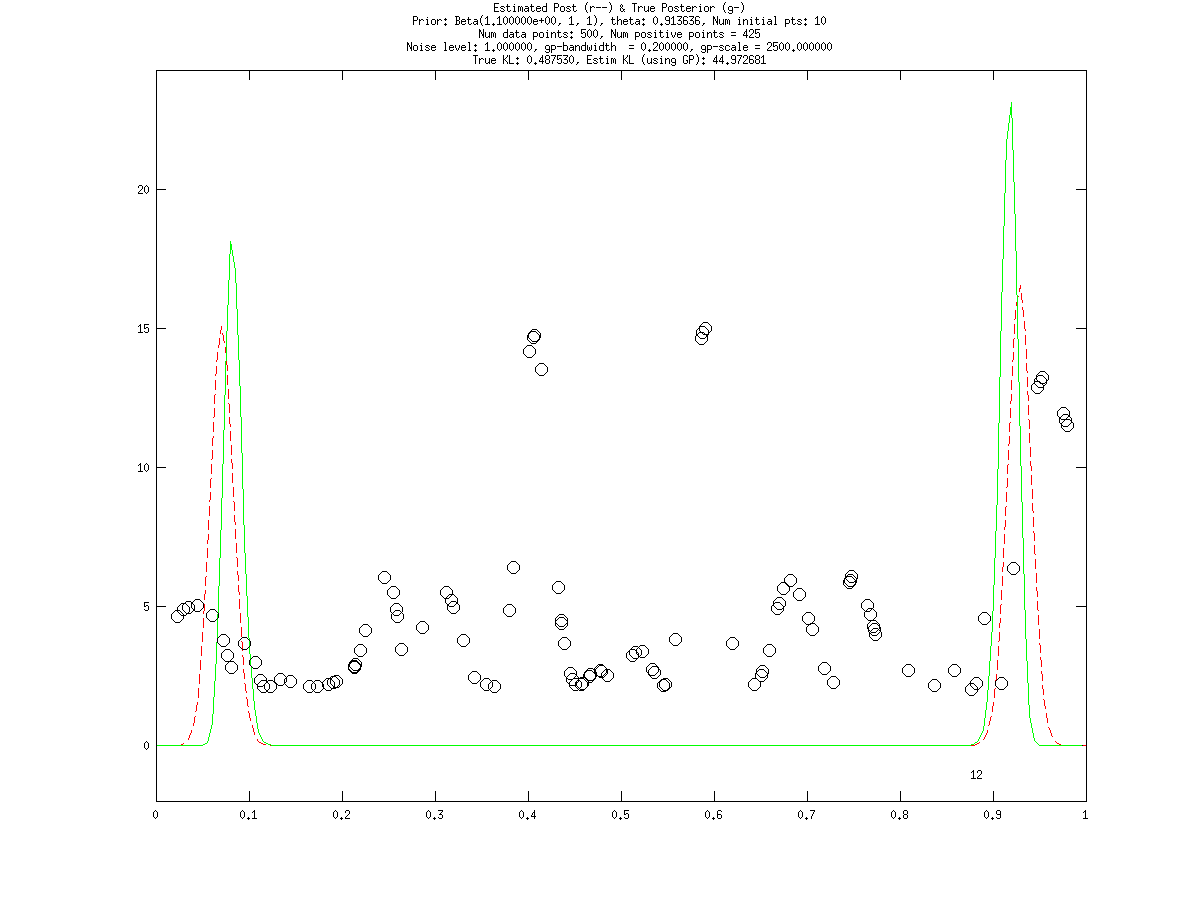 Estimated Post (r--) & True Posterior (g-)
Prior: Beta(1.100000e+00, 1, 1), theta: 0.913636, Num initial pts: 10
Num data points: 500, Num positive points = 425
Noise level: 1.000000, gp-bandwidth  = 0.200000, gp-scale = 2500.000000
True KL: 0.487530, Estim KL (using GP): 44.972681
20
15
10
5
0
12
0 0.1 0.2 0.3 0.4 0.5 0.6 0.7 0.8 0.9 1